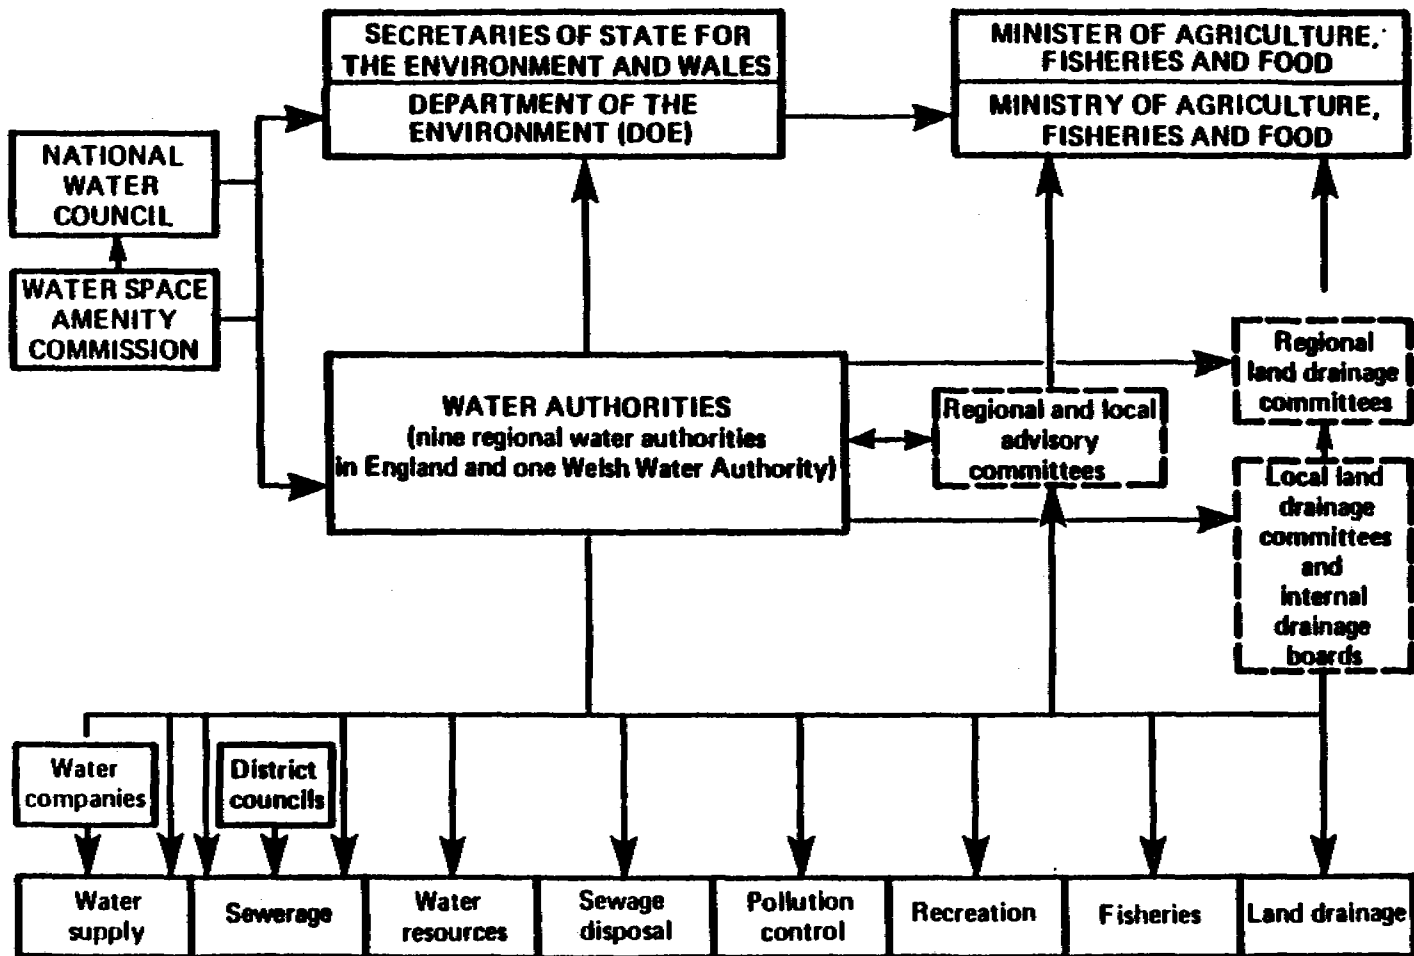 SECRETARIES OF STATE FOR
THE ENVIRONMENT AND WALES
DEPARTMENT OF THE
ENVIRONMENT (DOE)
MINISTER OF AGRICULTURE,
FISHERIES AND FOOD
MINISTRY OF AGRICULTURE,
FISHERIES AND FOOD
NATIONAL
WATER
COUNCIL
WATER SPACE
AMENITY
COMMISSION
WATER AUTHORITIES
(nine regional water authorities
in England and one Welsh Water Authority)
Regional and local
advisory
committees
Regional
land drainage
committees
Local land
drainage
committees
and
internal
drainage
boards
Water
companies
District
councils
Water
supply
Sewerage
Water
resources
Sewage
disposal
Pollution
control
Recreation
Fisheries
Land drainage